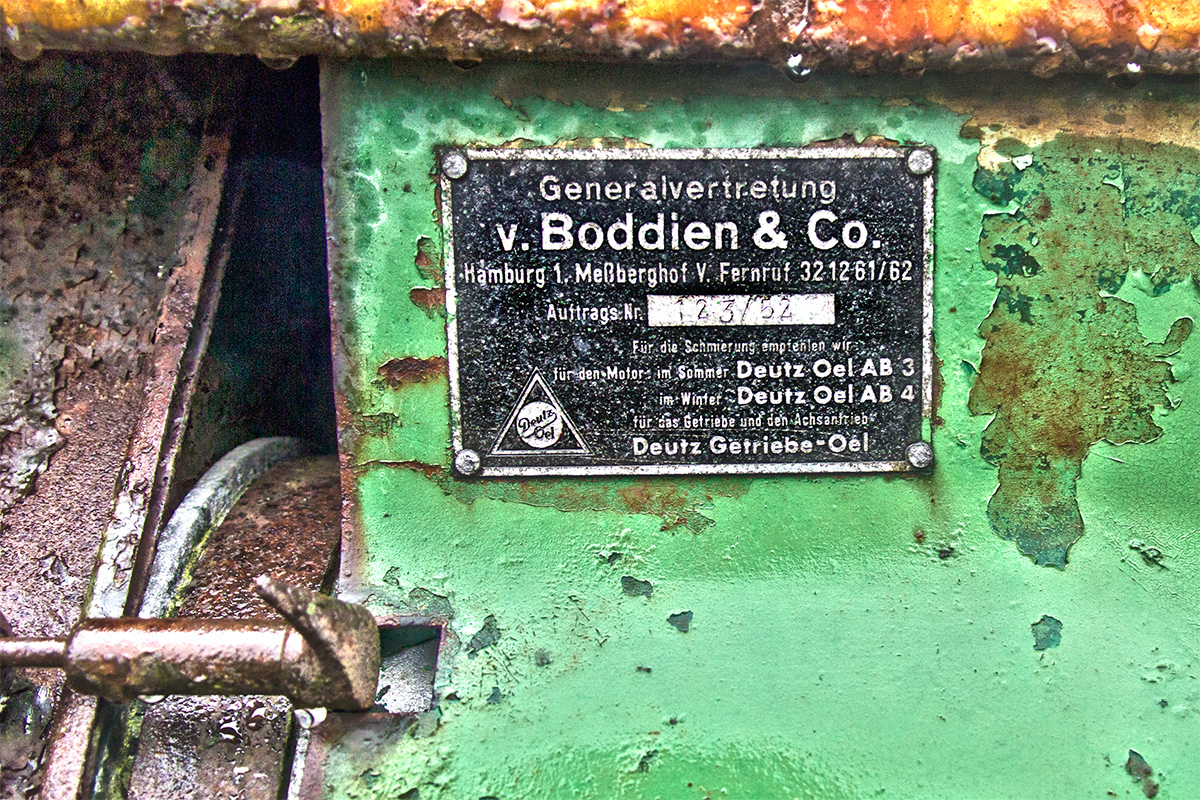 Generalvertretung
v. Boddien & Co.
Hamburg 1. Meßberghof V. Fernruf 32 12 61/62
Auftrags.Nr. 123/52
Für die Schmierung empfehlen wir:
für den Motor: im Sommer Deutz Oel AB 3
im Winter Deutz Oel AB 4
für das Getriebe und den Achsantrieb
Deutz Getriebe-Oel
Deutz
Oel